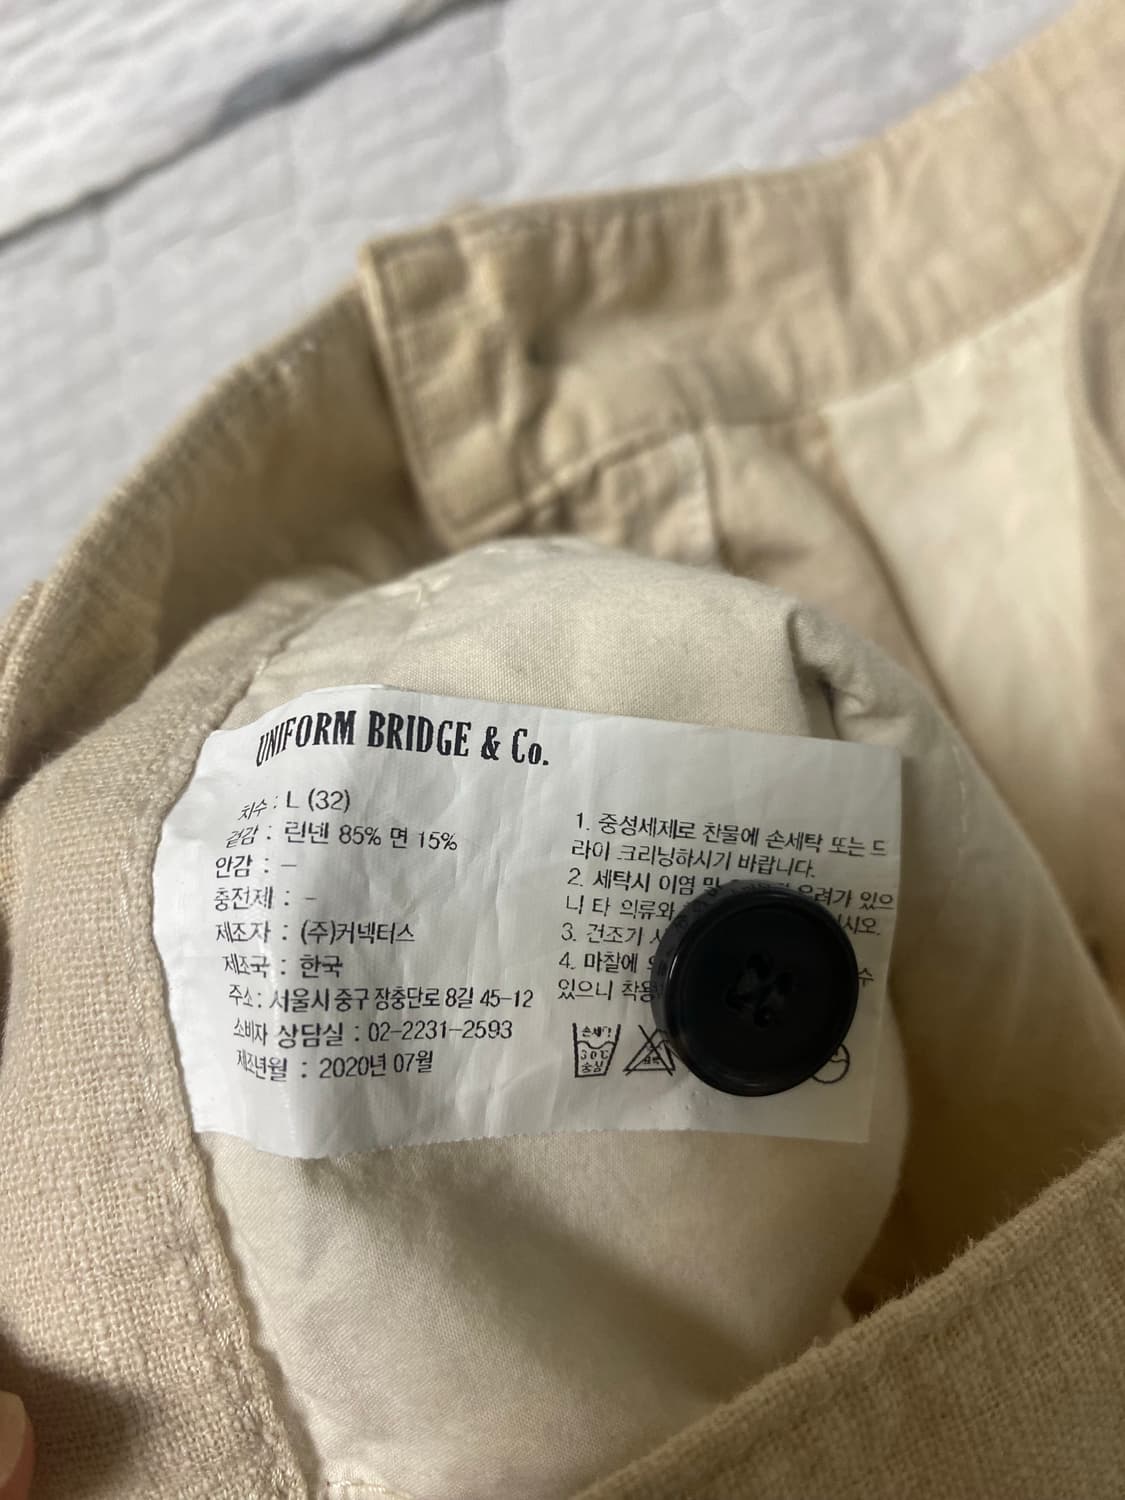 UNIFORM BRIDGE & Co.
치수 : L (32)
겉감 : 린넨 85% 면 15%
안감 : -
충전제 : -
제조자 : (주)커넥터스
제조국 : 한국
주소 : 서울시 중구 장충단로 8길 45-12
소비자 상담실 : 02-2231-2593
제조년월 : 2020년 07월
1. 중성세제로 찬물에 손세탁 또는 드
라이 크리닝하시기 바랍니다.
2. 세탁시 이염 및 우려가 있으
니 타 의류와
3. 건조기
4. 마찰에 수
있으니 착용
손세탁
30℃
중성